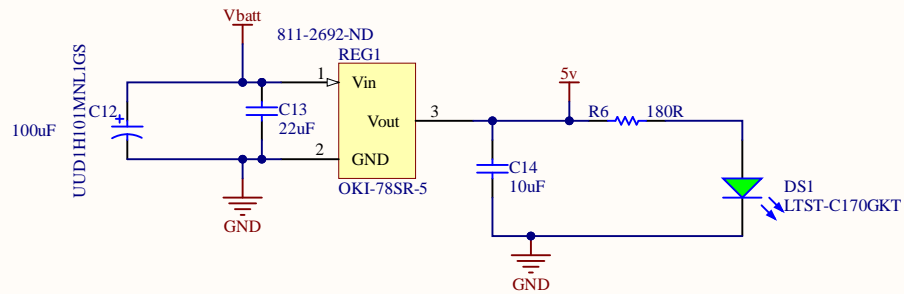 Vbatt
811-2692-ND
REG1
1
Vin
5v
UUD1H101MNL1GS
C12
100uF
C13
22uF
Vout
3
R6
180R
2
GND
C14
10uF
OKI-78SR-5
DS1
LTST-C170GKT
GND
GND